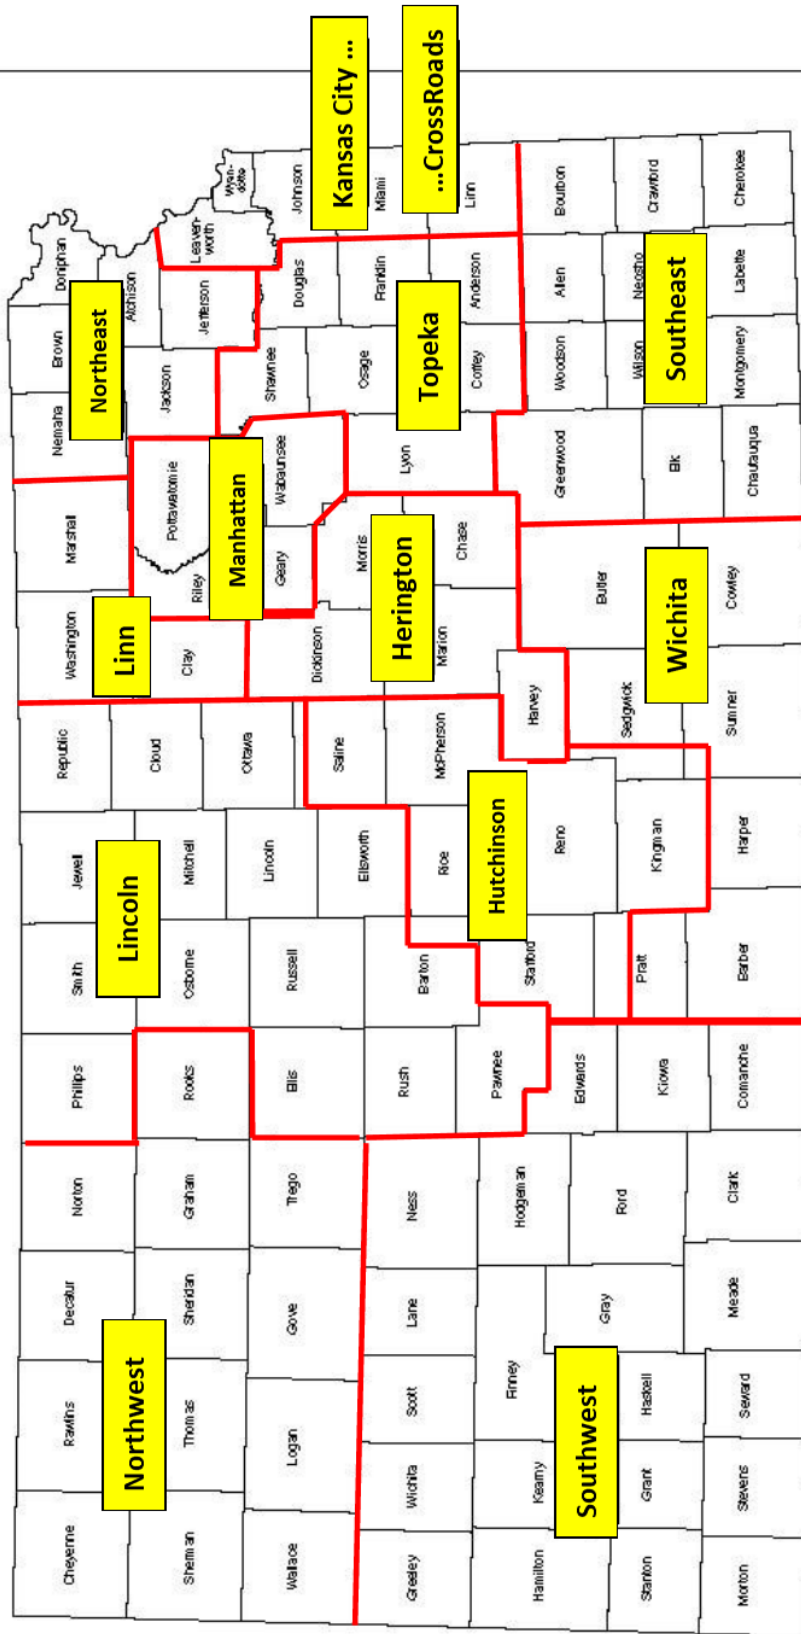 Cheyenne
Rawlins
Decatur
Norton
Phillips
Smith
Jewell
Republic
Washington
Marshall
Nemaha
Brown
Doniphan
Northwest
Lincoln
Linn
Northeast
Sherman
Thomas
Sheridan
Graham
Rooks
Osborne
Mitchell
Cloud
Clay
Riley
Pottawatomie
Jackson
Atchison
Jefferson
Leaven-
worth
Wyan-
dotte
Manhattan
Wallace
Logan
Gove
Trego
Ellis
Russell
Lincoln
Ottawa
Dickinson
Geary
Wabaunsee
Shawnee
Douglas
Johnson
Kansas City ...
Greeley
Wichita
Scott
Lane
Ness
Rush
Barton
Ellsworth
Saline
Morris
Lyon
Osage
Franklin
Miami
Herington
Topeka
...CrossRoads
Hamilton
Kearny
Finney
Hodgeman
Pawnee
Stafford
Rice
McPherson
Marion
Chase
Coffey
Anderson
Linn
Hutchinson
Gray
Ford
Edwards
Reno
Harvey
Butler
Greenwood
Woodson
Allen
Bourbon
Southwest
Stanton
Grant
Haskell
Kiowa
Pratt
Kingman
Sedgwick
Elk
Wilson
Neosho
Crawford
Wichita
Southeast
Morton
Stevens
Seward
Meade
Clark
Comanche
Barber
Harper
Sumner
Cowley
Chautauqua
Montgomery
Labette
Cherokee